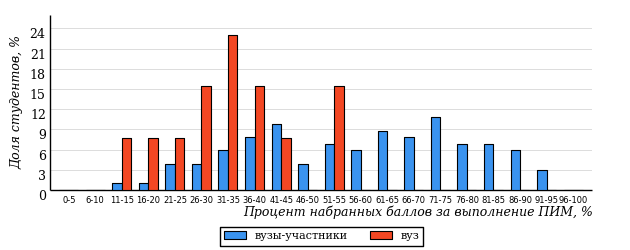 Доля студентов, %
24
21
18
15
12
9
6
3
0
0-5 6-10 11-15 16-20 21-25 26-30 31-35 36-40 41-45 46-50 51-55 56-60 61-65 66-70 71-75 76-80 81-85 86-90 91-95 96-100
Процент набранных баллов за выполнение ПИМ, %
вузы-участники вуз